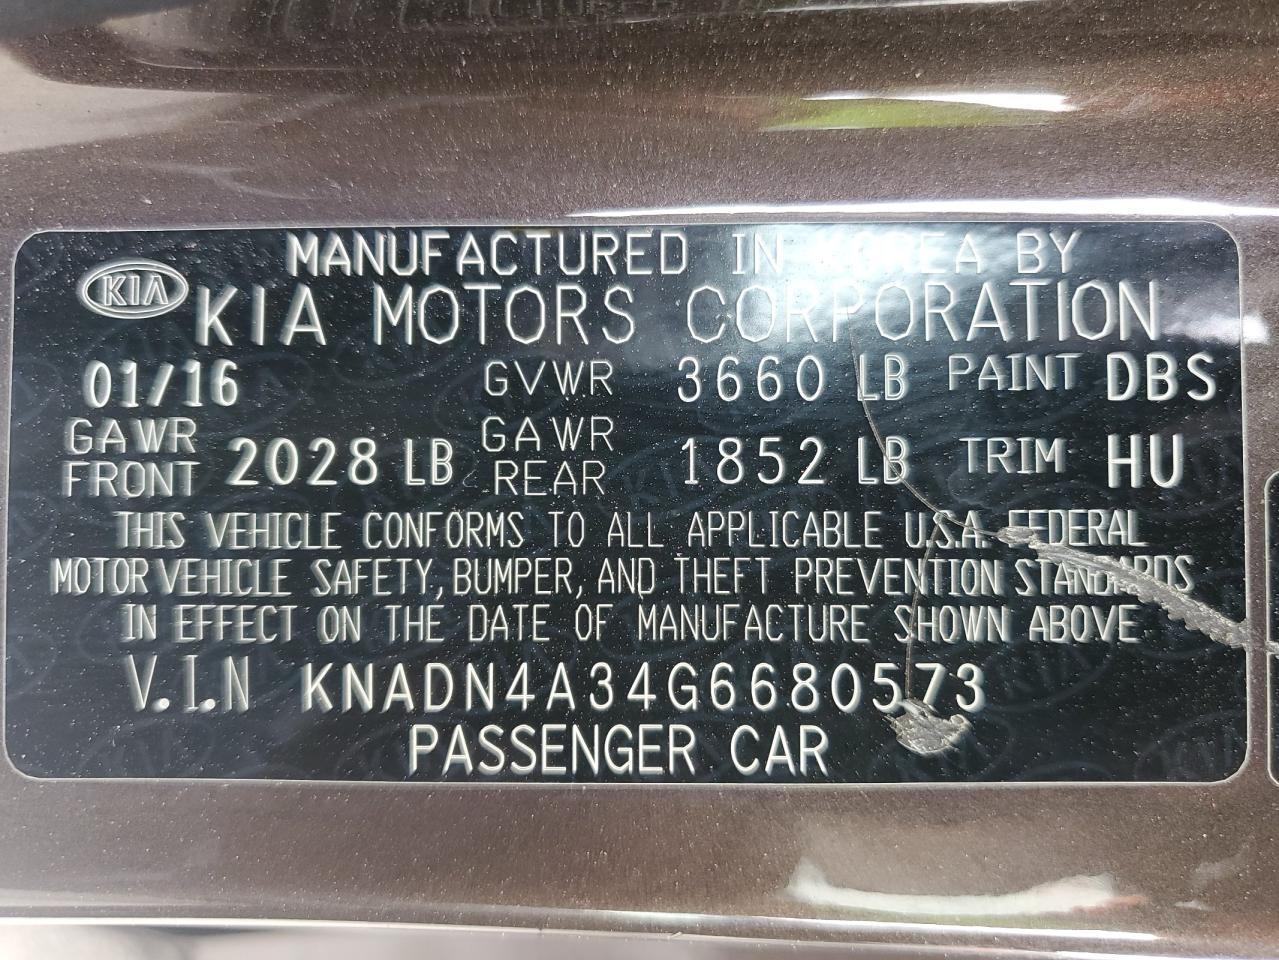 MANUFACTURED IN KOREA BY
KIA KIA MOTORS CORPORATION
01/16 GVWR 3660 LB PAINT DBS
GAWR FRONT 2028 LB GAWR REAR 1852 LB TRIM HU
THIS VEHICLE CONFORMS TO ALL APPLICABLE U.S.A. FEDERAL
MOTOR VEHICLE SAFETY, BUMPER, AND THEFT PREVENTION STANDARDS
IN EFFECT ON THE DATE OF MANUFACTURE SHOWN ABOVE
V.I.N KNADN4A34G6680573
PASSENGER CAR